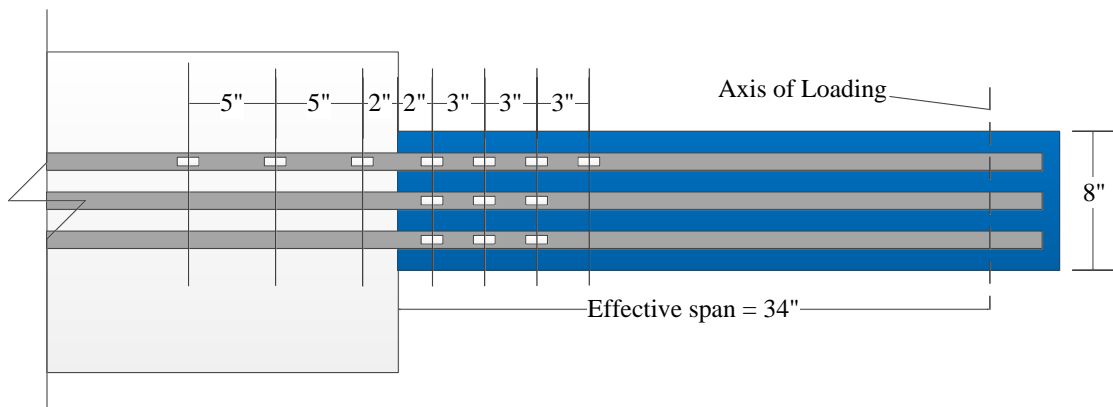 Axis of Loading
5" 5" 2" 2" 3" 3" 3"
8"
Effective span = 34"